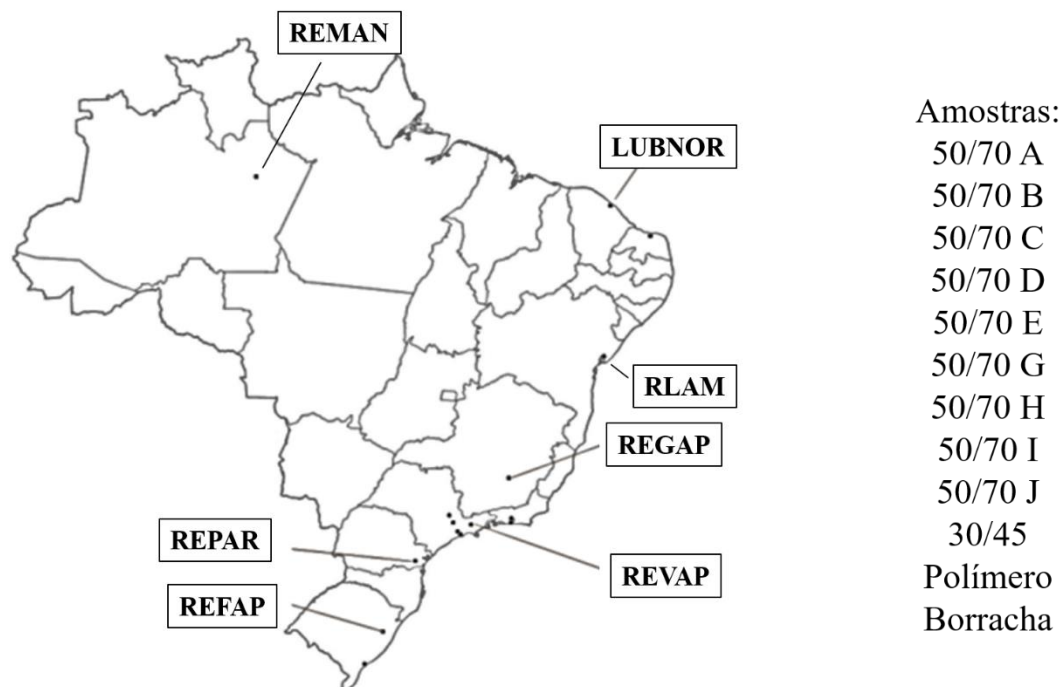 REMAN
LUBNOR
RLAM
REGAP
REPAR
REVAP
REFAP
Amostras:
50/70 A
50/70 B
50/70 C
50/70 D
50/70 E
50/70 G
50/70 H
50/70 I
50/70 J
30/45
Polímero
Borracha